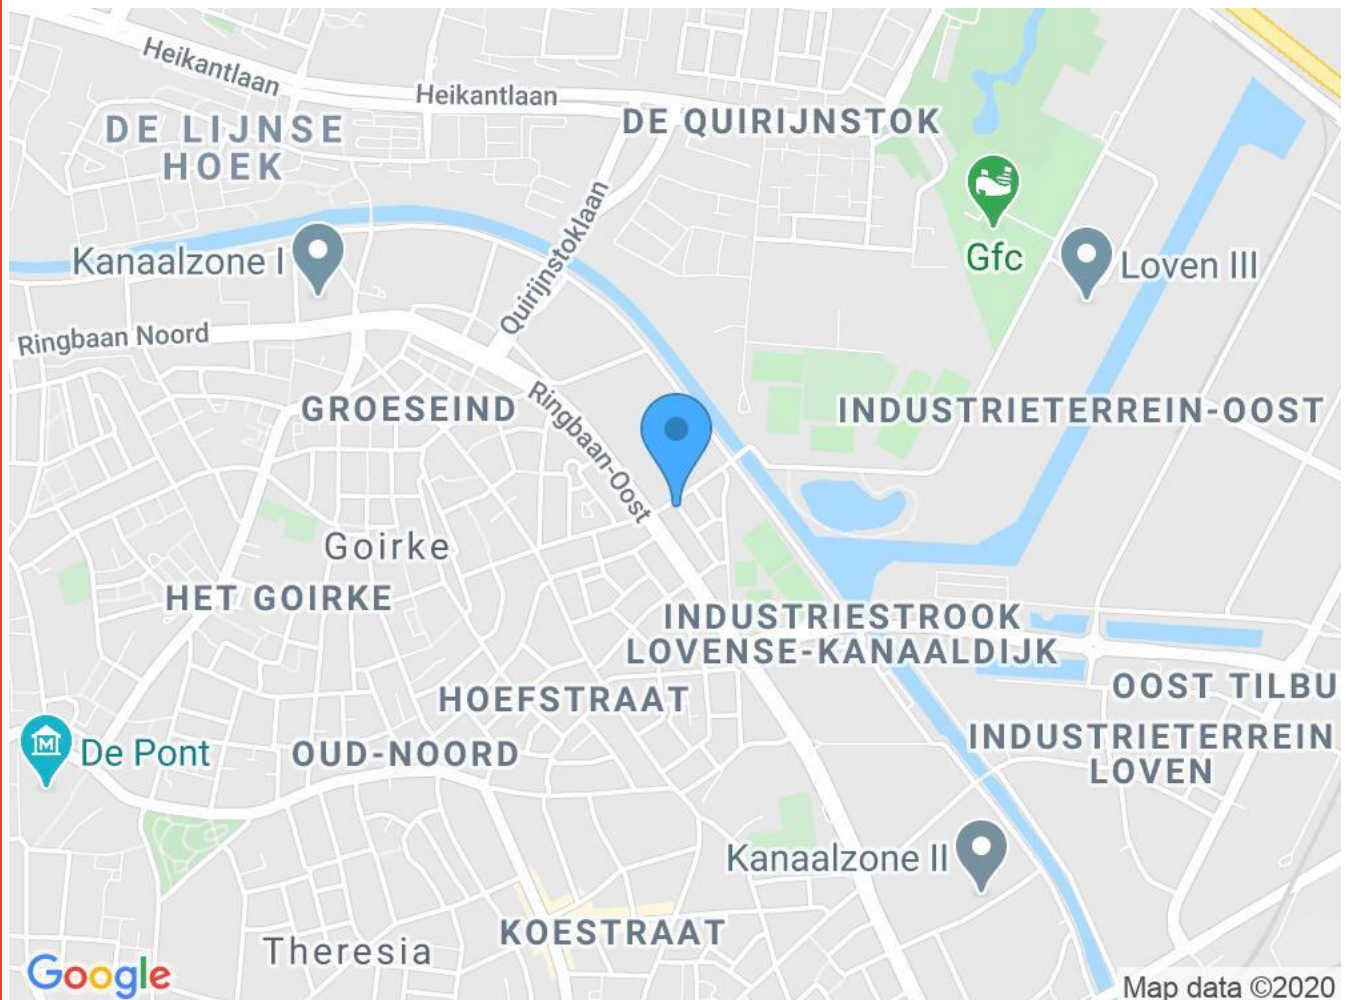 Heikantlaan
Heikantlaan
DE LIJNSE
HOEK
DE QUIRIJNSTOK
Quirijnstoklaan
Kanaalzone I
Gfc
Loven III
Ringbaan Noord
Ringbaan-Oost
GROESEIND
INDUSTRIETERREIN-OOST
Goirke
HET GOIRKE
INDUSTRIESTROOK
LOVENSE-KANAALDIJK
HOEFSTRAAT
OOST TILBU
INDUSTRIETERREIN
LOVEN
M
De Pont
OUD-NOORD
Kanaalzone II
KOESTRAAT
Theresia
Google
Map data ©2020